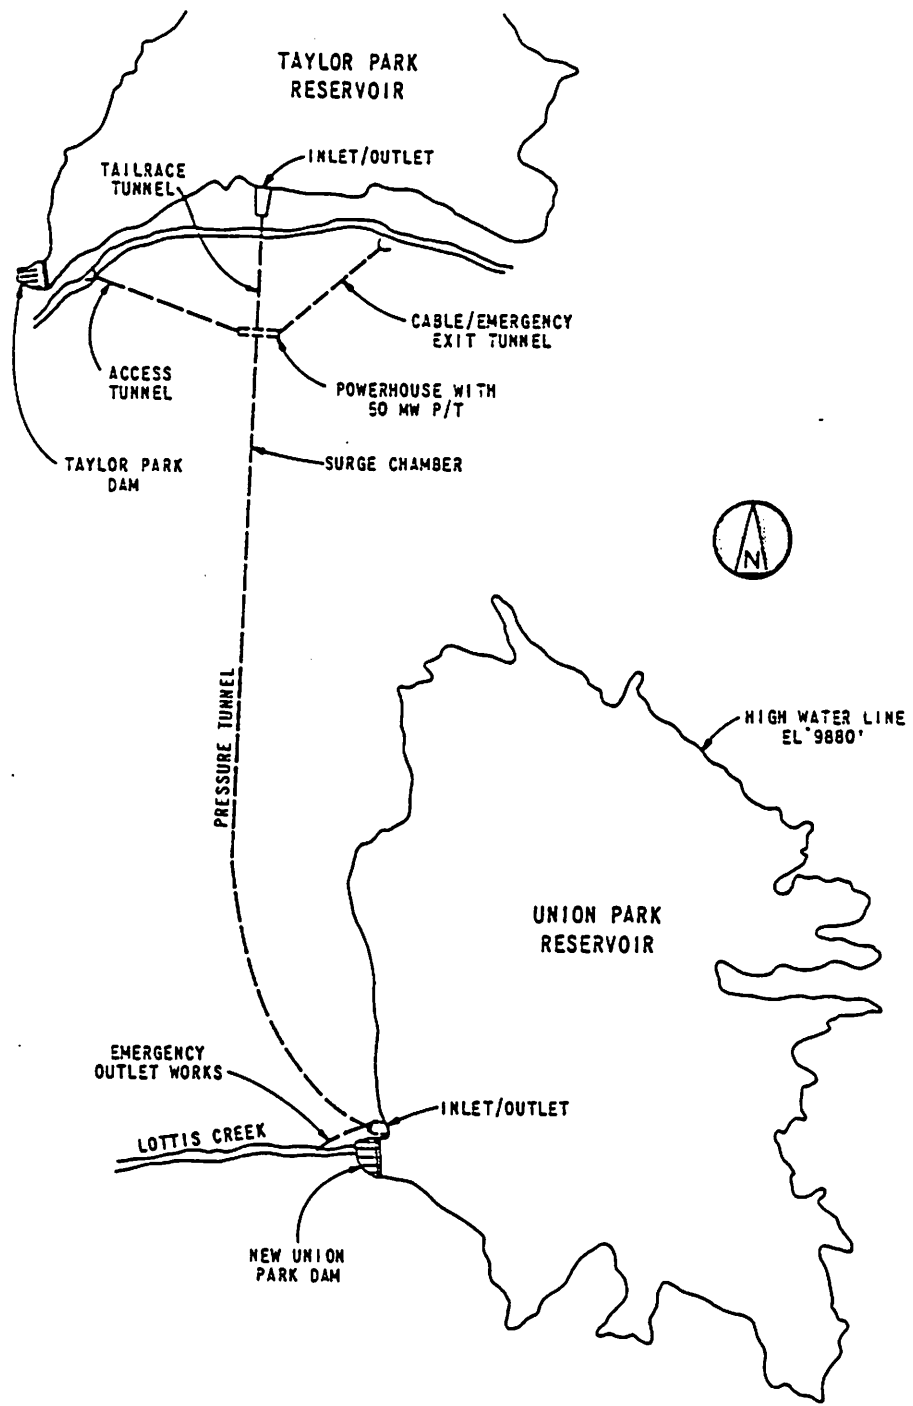 TAYLOR PARK
RESERVOIR
INLET/OUTLET
TAILRACE
TUNNEL
CABLE/EMERGENCY
EXIT TUNNEL
ACCESS
TUNNEL
POWERHOUSE WITH
50 MW P/T
TAYLOR PARK
DAM
SURGE CHAMBER
N
PRESSURE TUNNEL
HIGH WATER LINE
EL 9880'
UNION PARK
RESERVOIR
EMERGENCY
OUTLET WORKS
INLET/OUTLET
LOTTIS CREEK
NEW UNION
PARK DAM